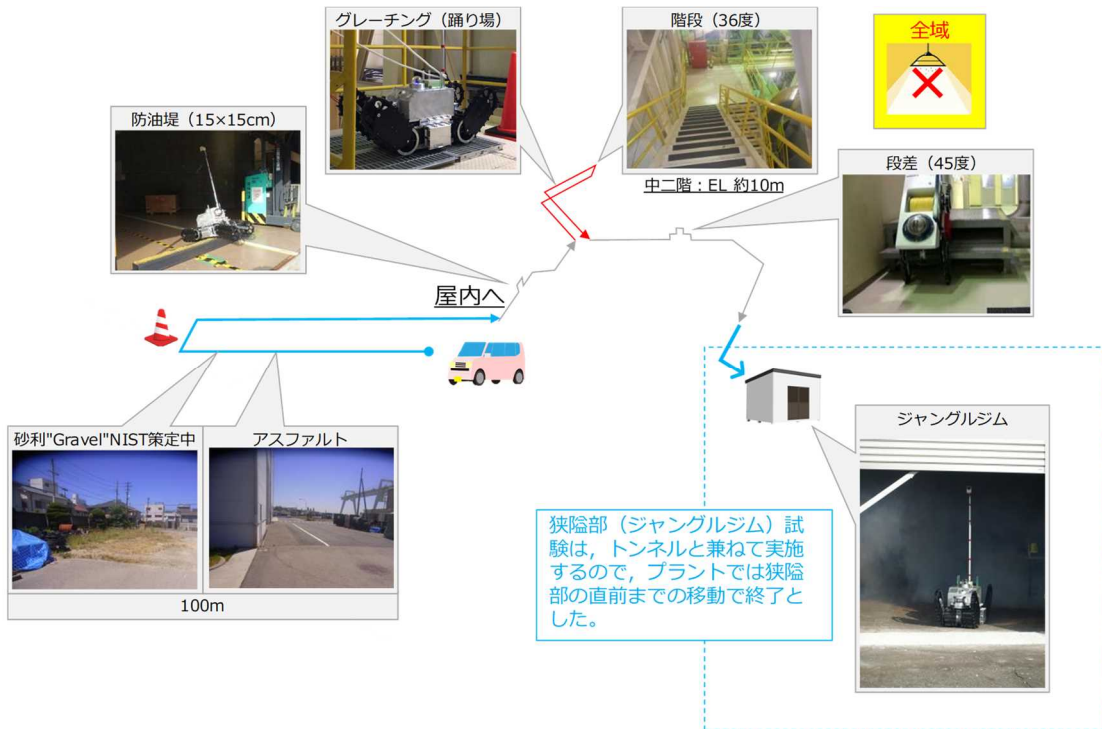 グレーチング（踊り場）
階段（36度）
全域
防油堤（15×15cm）
段差（45度）
中二階：EL 約10m
屋内へ
砂利"Gravel"NIST策定中
アスファルト
100m
ジャングルジム
狭隘部（ジャングルジム）試
験は，トンネルと兼ねて実施
するので，プラントでは狭隘
部の直前までの移動で終了と
した。